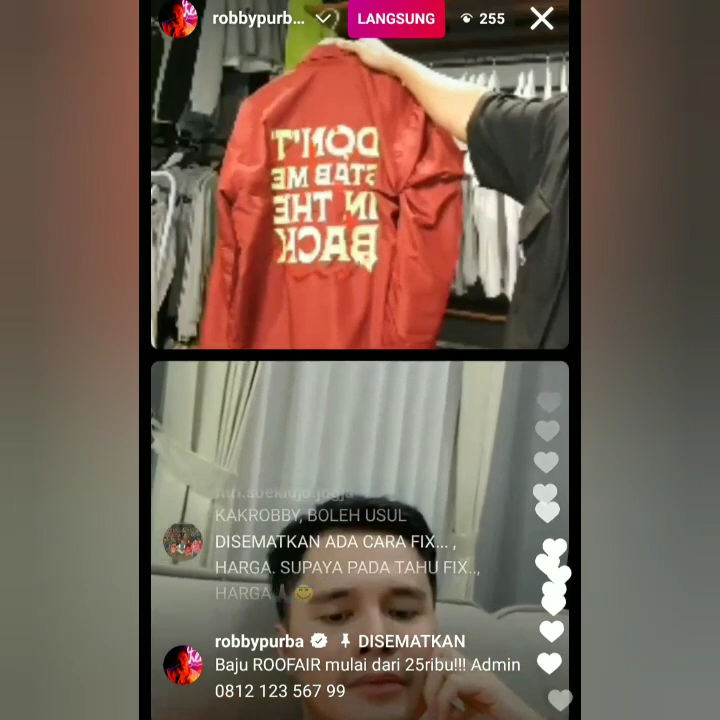 robbypurb...
LANGSUNG
255
DON'T
STAB ME
IN THE
BACK
KAKROBBY, BOLEH USUL
DISEMATKAN ADA CARA FIX... ,
HARGA. SUPAYA PADA TAHU FIX..,
HARGA🙏😊
robbypurba DISEMATKAN
Baju ROOFAIR mulai dari 25ribu!!! Admin
0812 123 567 99